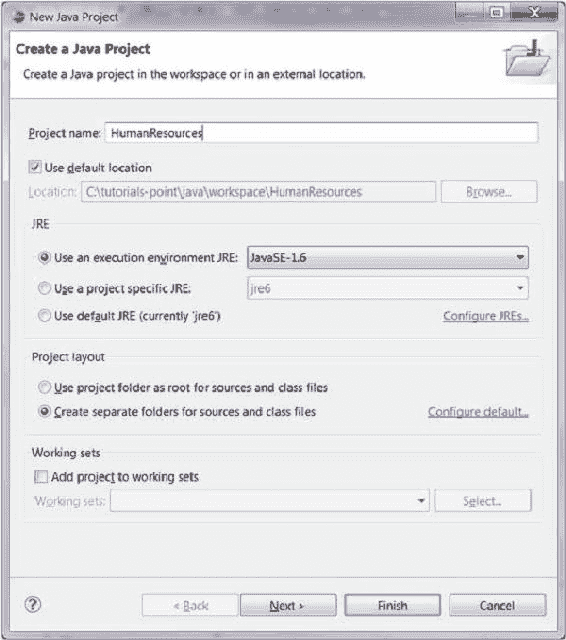 New Java Project
Create a Java Project
Create a Java project in the workspace or in an external location.
Project name: HumanResources
Use default location
Location: C:\tutorials-point\java\workspace\HumanResources Browse...
JRE
Use an execution environment JRE: JavaSE-1.6
Use a project specific JRE: jre6
Use default JRE (currently 'jre6') Configure JREs...
Project layout
Use project folder as root for sources and class files
Create separate folders for sources and class files Configure default...
Working sets
Add project to working sets
Working sets: Select...
? < Back Next > Finish Cancel